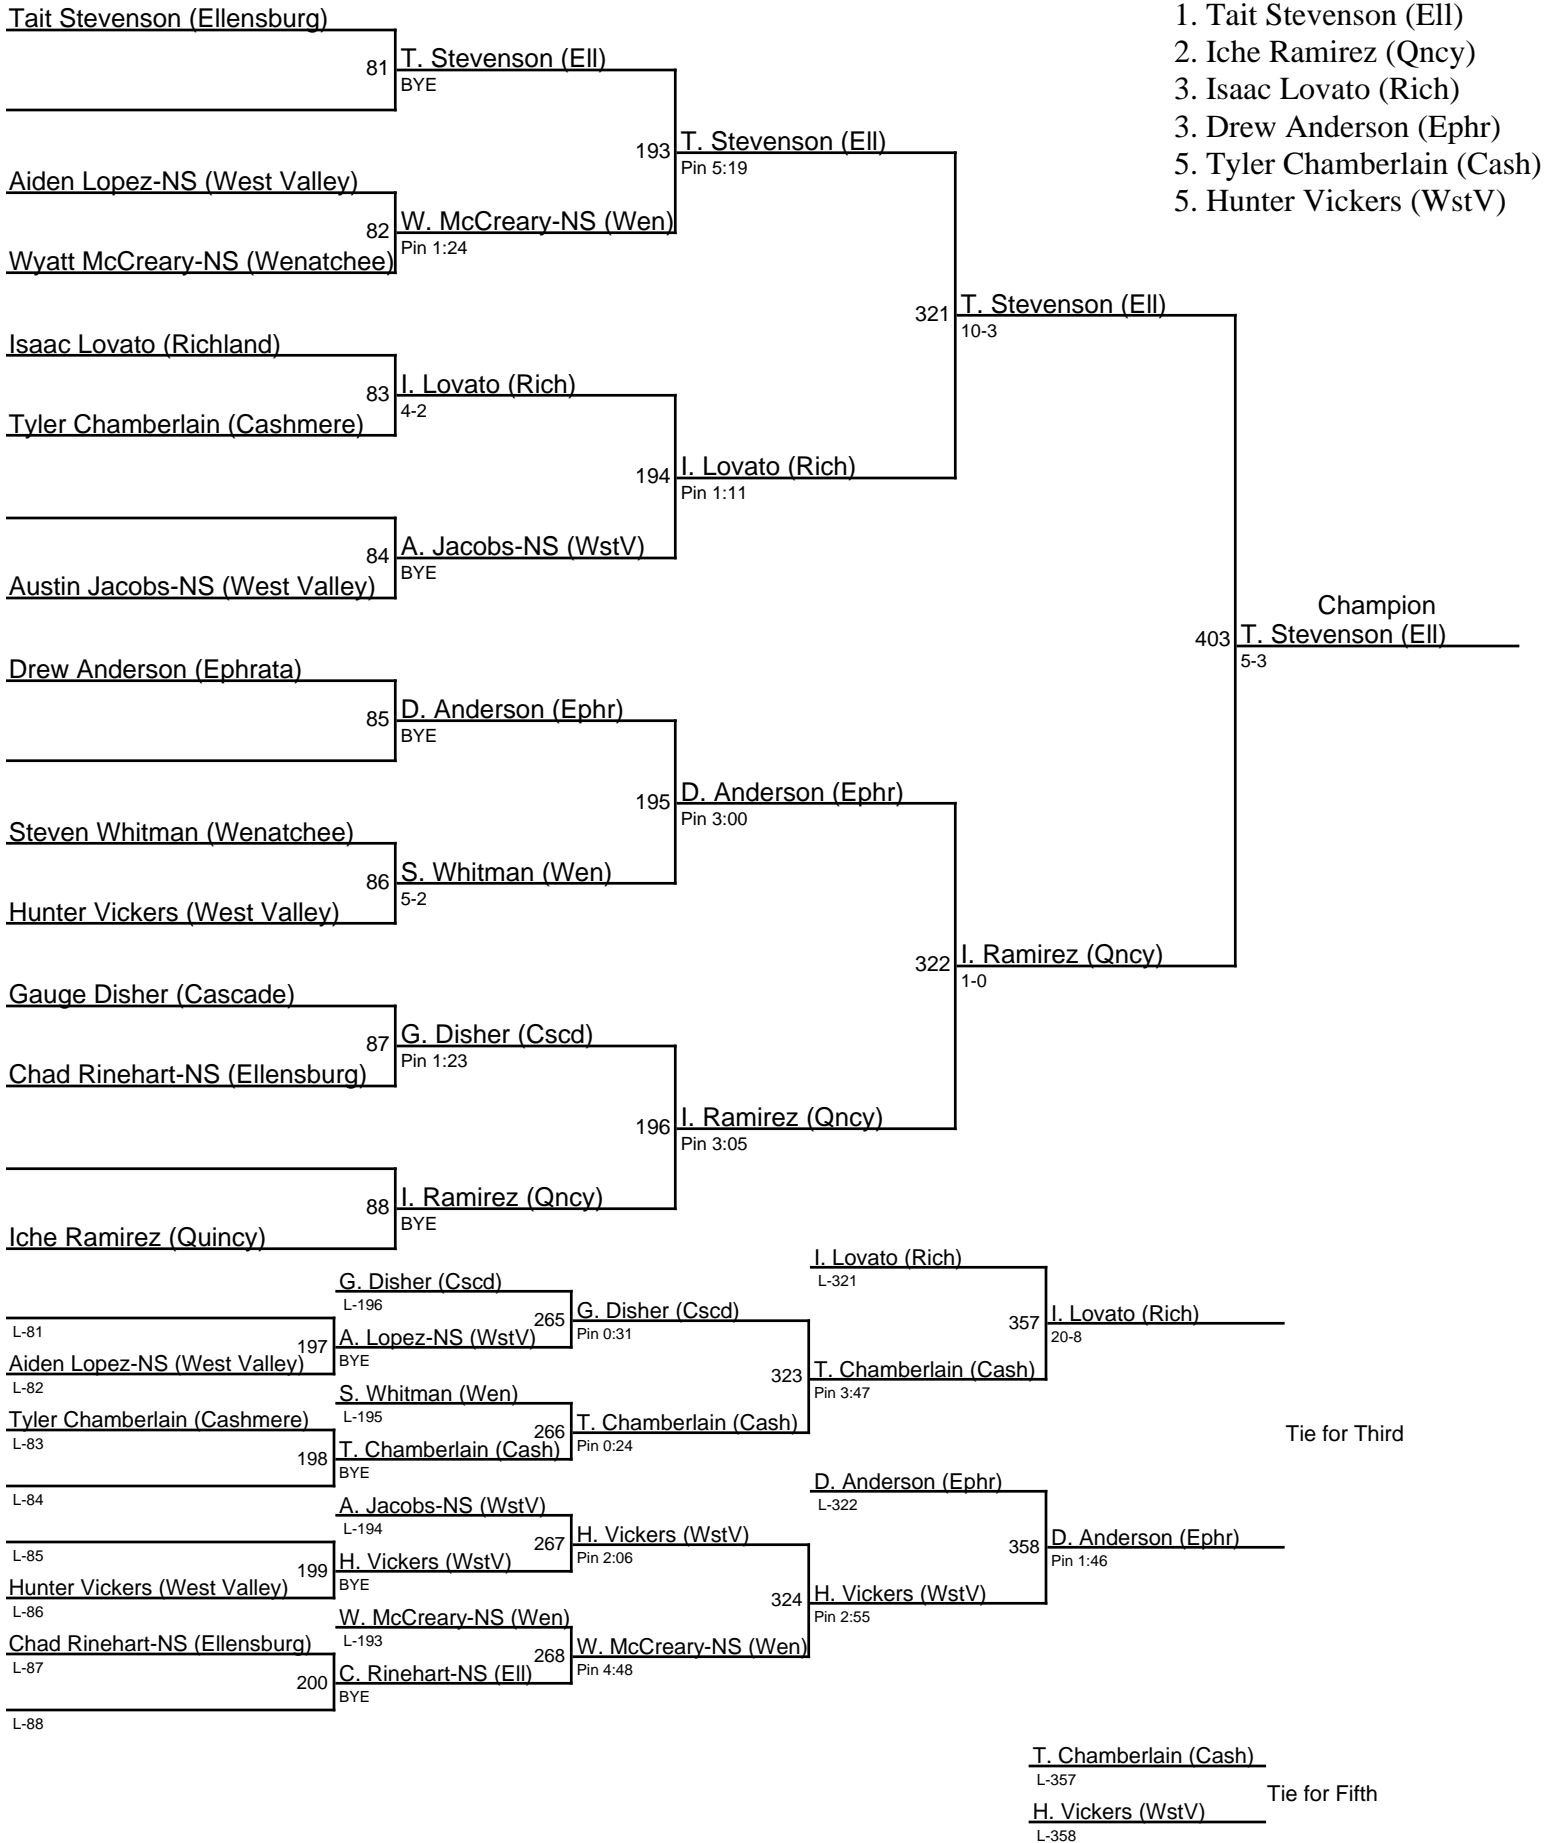 1. Tait Stevenson (Ell)
2. Iche Ramirez (Qncy)
3. Isaac Lovato (Rich)
3. Drew Anderson (Ephr)
5. Tyler Chamberlain (Cash)
5. Hunter Vickers (WstV)
Tait Stevenson (Ellensburg)
81
T. Stevenson (Ell)
BYE
193
T. Stevenson (Ell)
Pin 5:19
Aiden Lopez-NS (West Valley)
82
W. McCreary-NS (Wen)
Pin 1:24
Wyatt McCreary-NS (Wenatchee)
321
T. Stevenson (Ell)
10-3
Isaac Lovato (Richland)
83
I. Lovato (Rich)
4-2
Tyler Chamberlain (Cashmere)
194
I. Lovato (Rich)
Pin 1:11
84
A. Jacobs-NS (WstV)
BYE
Austin Jacobs-NS (West Valley)
Champion
403
T. Stevenson (Ell)
5-3
Drew Anderson (Ephrata)
85
D. Anderson (Ephr)
BYE
195
D. Anderson (Ephr)
Pin 3:00
Steven Whitman (Wenatchee)
86
S. Whitman (Wen)
5-2
Hunter Vickers (West Valley)
322
I. Ramirez (Qncy)
1-0
Gauge Disher (Cascade)
87
G. Disher (Cscd)
Pin 1:23
Chad Rinehart-NS (Ellensburg)
196
I. Ramirez (Qncy)
Pin 3:05
88
I. Ramirez (Qncy)
BYE
Iche Ramirez (Quincy)
L-81
197
Aiden Lopez-NS (West Valley)
L-82
G. Disher (Cscd)
L-196
265
A. Lopez-NS (WstV)
BYE
G. Disher (Cscd)
Pin 0:31
Tyler Chamberlain (Cashmere)
L-83
198
L-84
S. Whitman (Wen)
L-195
266
T. Chamberlain (Cash)
BYE
T. Chamberlain (Cash)
Pin 0:24
I. Lovato (Rich)
L-321
323
T. Chamberlain (Cash)
Pin 3:47
357
I. Lovato (Rich)
20-8
Tie for Third
L-85
199
Hunter Vickers (West Valley)
L-86
A. Jacobs-NS (WstV)
L-194
267
H. Vickers (WstV)
BYE
H. Vickers (WstV)
Pin 2:06
Chad Rinehart-NS (Ellensburg)
L-87
200
L-88
W. McCreary-NS (Wen)
L-193
268
C. Rinehart-NS (Ell)
BYE
W. McCreary-NS (Wen)
Pin 4:48
D. Anderson (Ephr)
L-322
324
H. Vickers (WstV)
Pin 2:55
358
D. Anderson (Ephr)
Pin 1:46
T. Chamberlain (Cash)
L-357
Tie for Fifth
H. Vickers (WstV)
L-358